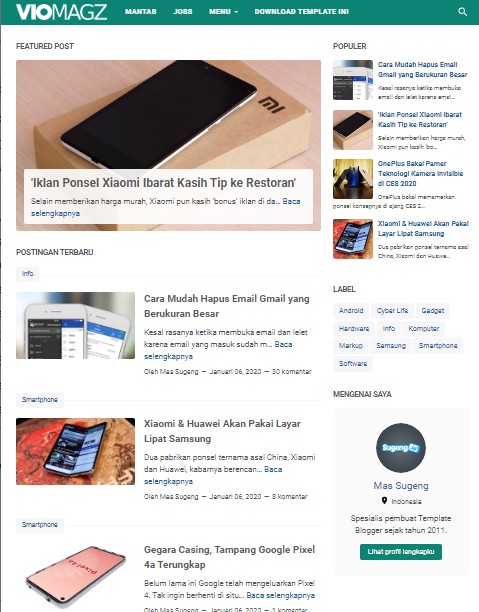 VIOMAGZ
MANTAB JOSS MENU DOWNLOAD TEMPLATE INI
FEATURED POST
mi
'Iklan Ponsel Xiaomi Ibarat Kasih Tip ke Restoran'
Selain memberikan harga murah, Xiaomi pun kasih 'bonus' iklan di da... Baca
selengkapnya
POSTINGAN TERBARU
Info
Cara Mudah Hapus Email Gmail yang
Berukuran Besar
Kesal rasanya ketika membuka email dan lelet
karena email yang masuk sudah m... Baca
selengkapnya
Oleh Mas Sugeng — Januari 06, 2020 — 30 komentar
Smartphone
Xiaomi & Huawei Akan Pakai Layar
Lipat Samsung
Dua pabrikan ponsel ternama asal China, Xiaomi
dan Huawei, kabarnya berencan... Baca
selengkapnya
Oleh Mas Sugeng — Januari 06, 2020 — 8 komentar
Smartphone
Gegara Casing, Tampang Google Pixel
4a Terungkap
Belum lama ini Google telah mengeluarkan Pixel
4. Tak ingin berhenti di situ... Baca selengkapnya
Oleh Mas Sugeng — Januari 06, 2020 — 1 komentar
pixel 4a
POPULER
Cara Mudah Hapus Email
Gmail yang Berukuran Besar
Kesal rasanya ketika membuka
email dan lelet karena emai...
'Iklan Ponsel Xiaomi Ibarat
Kasih Tip ke Restoran'
Selain memberikan harga murah,
Xiaomi pun kasih 'bo...
OnePlus Bakal Pamer
Teknologi Kamera Invisible
di CES 2020
OnePlus bakal memamerkan
ponsel konsepnya di ajang CES 2...
Xiaomi & Huawei Akan Pakai
Layar Lipat Samsung
Dua pabrikan ponsel ternama asal
China, Xiaomi dan Huawe...
LABEL
Android Cyber Life Gadget
Hardware Info Komputer
Markup Samsung Smartphone
Software
MENGENAI SAYA
Sugeng
Mas Sugeng
Indonesia
Spesialis pembuat Template
Blogger sejak tahun 2011.
Lihat profil lengkapku